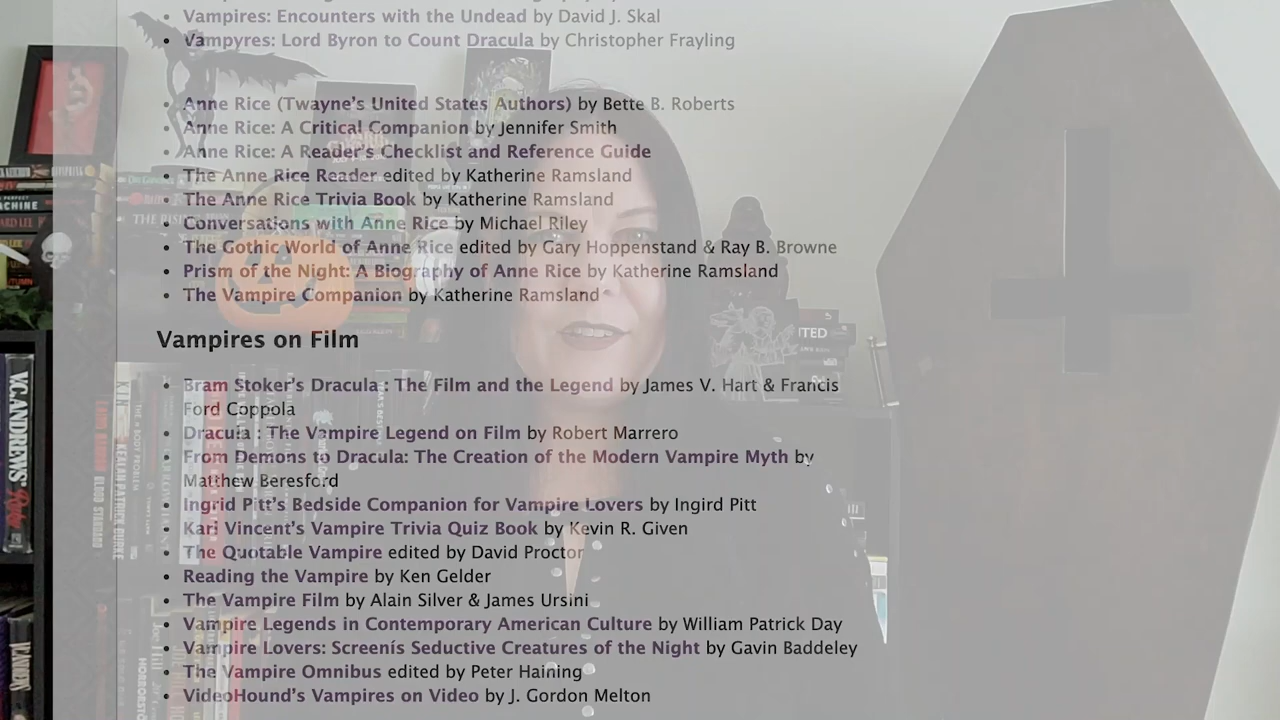 Vampires: Encounters with the Undead by David J. Skal
Vampyres: Lord Byron to Count Dracula by Christopher Frayling
Anne Rice (Twayne's United States Authors) by Bette B. Roberts
Anne Rice: A Critical Companion by Jennifer Smith
Anne Rice: A Reader's Checklist and Reference Guide
The Anne Rice Reader edited by Katherine Ramsland
The Anne Rice Trivia Book by Katherine Ramsland
Conversations with Anne Rice by Michael Riley
The Gothic World of Anne Rice edited by Gary Hoppenstand & Ray B. Browne
Prism of the Night: A Biography of Anne Rice by Katherine Ramsland
The Vampire Companion by Katherine Ramsland
Vampires on Film
Bram Stoker's Dracula : The Film and the Legend by James V. Hart & Francis
Ford Coppola
Dracula : The Vampire Legend on Film by Robert Marrero
From Demons to Dracula: The Creation of the Modern Vampire Myth by
Matthew Beresford
Ingrid Pitt's Bedside Companion for Vampire Lovers by Ingird Pitt
Karl Vincent's Vampire Trivia Quiz Book by Kevin R. Given
The Quotable Vampire edited by David Proctor
Reading the Vampire by Ken Gelder
The Vampire Film by Alain Silver & James Ursini
Vampire Legends in Contemporary American Culture by William Patrick Day
Vampire Lovers: Screenís Seductive Creatures of the Night by Gavin Baddeley
The Vampire Omnibus edited by Peter Haining
VideoHound's Vampires on Video by J. Gordon Melton
V.C. ANDREWS'
KEALAN PATRICK BURKE
BLOOD STANDARD